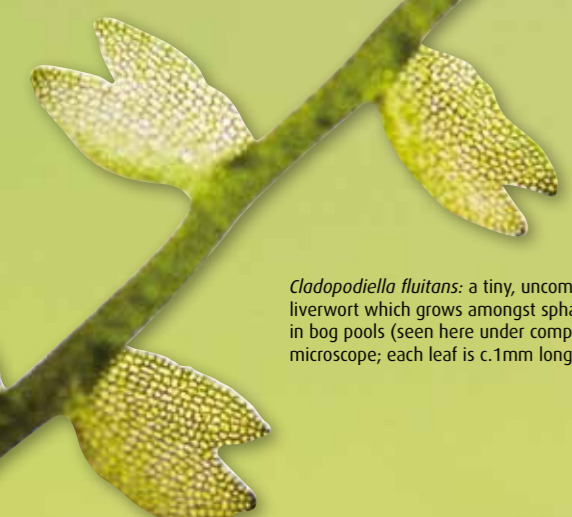 Cladopodiella fluitans: a tiny, uncom
liverwort which grows amongst spha
in bog pools (seen here under comp
microscope; each leaf is c.1mm long